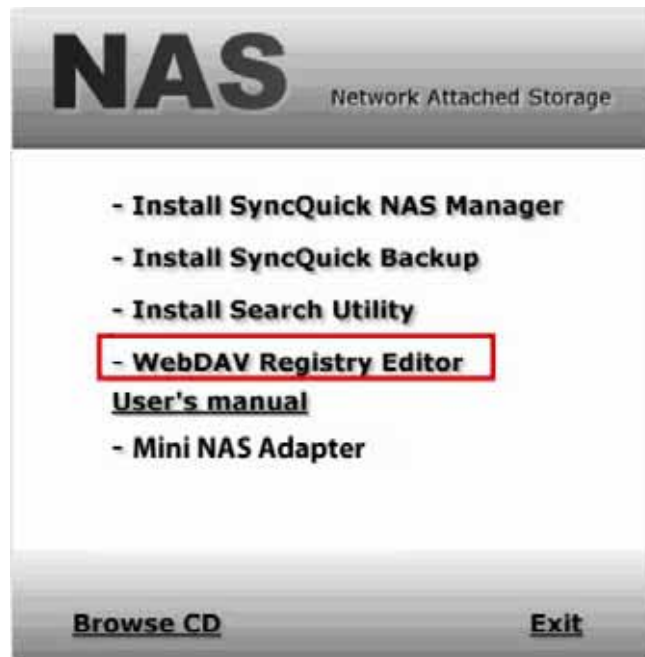 NAS
Network Attached Storage
- Install SyncQuick NAS Manager
- Install SyncQuick Backup
- Install Search Utility
- WebDAV Registry Editor
User's manual
- Mini NAS Adapter
Browse CD
Exit